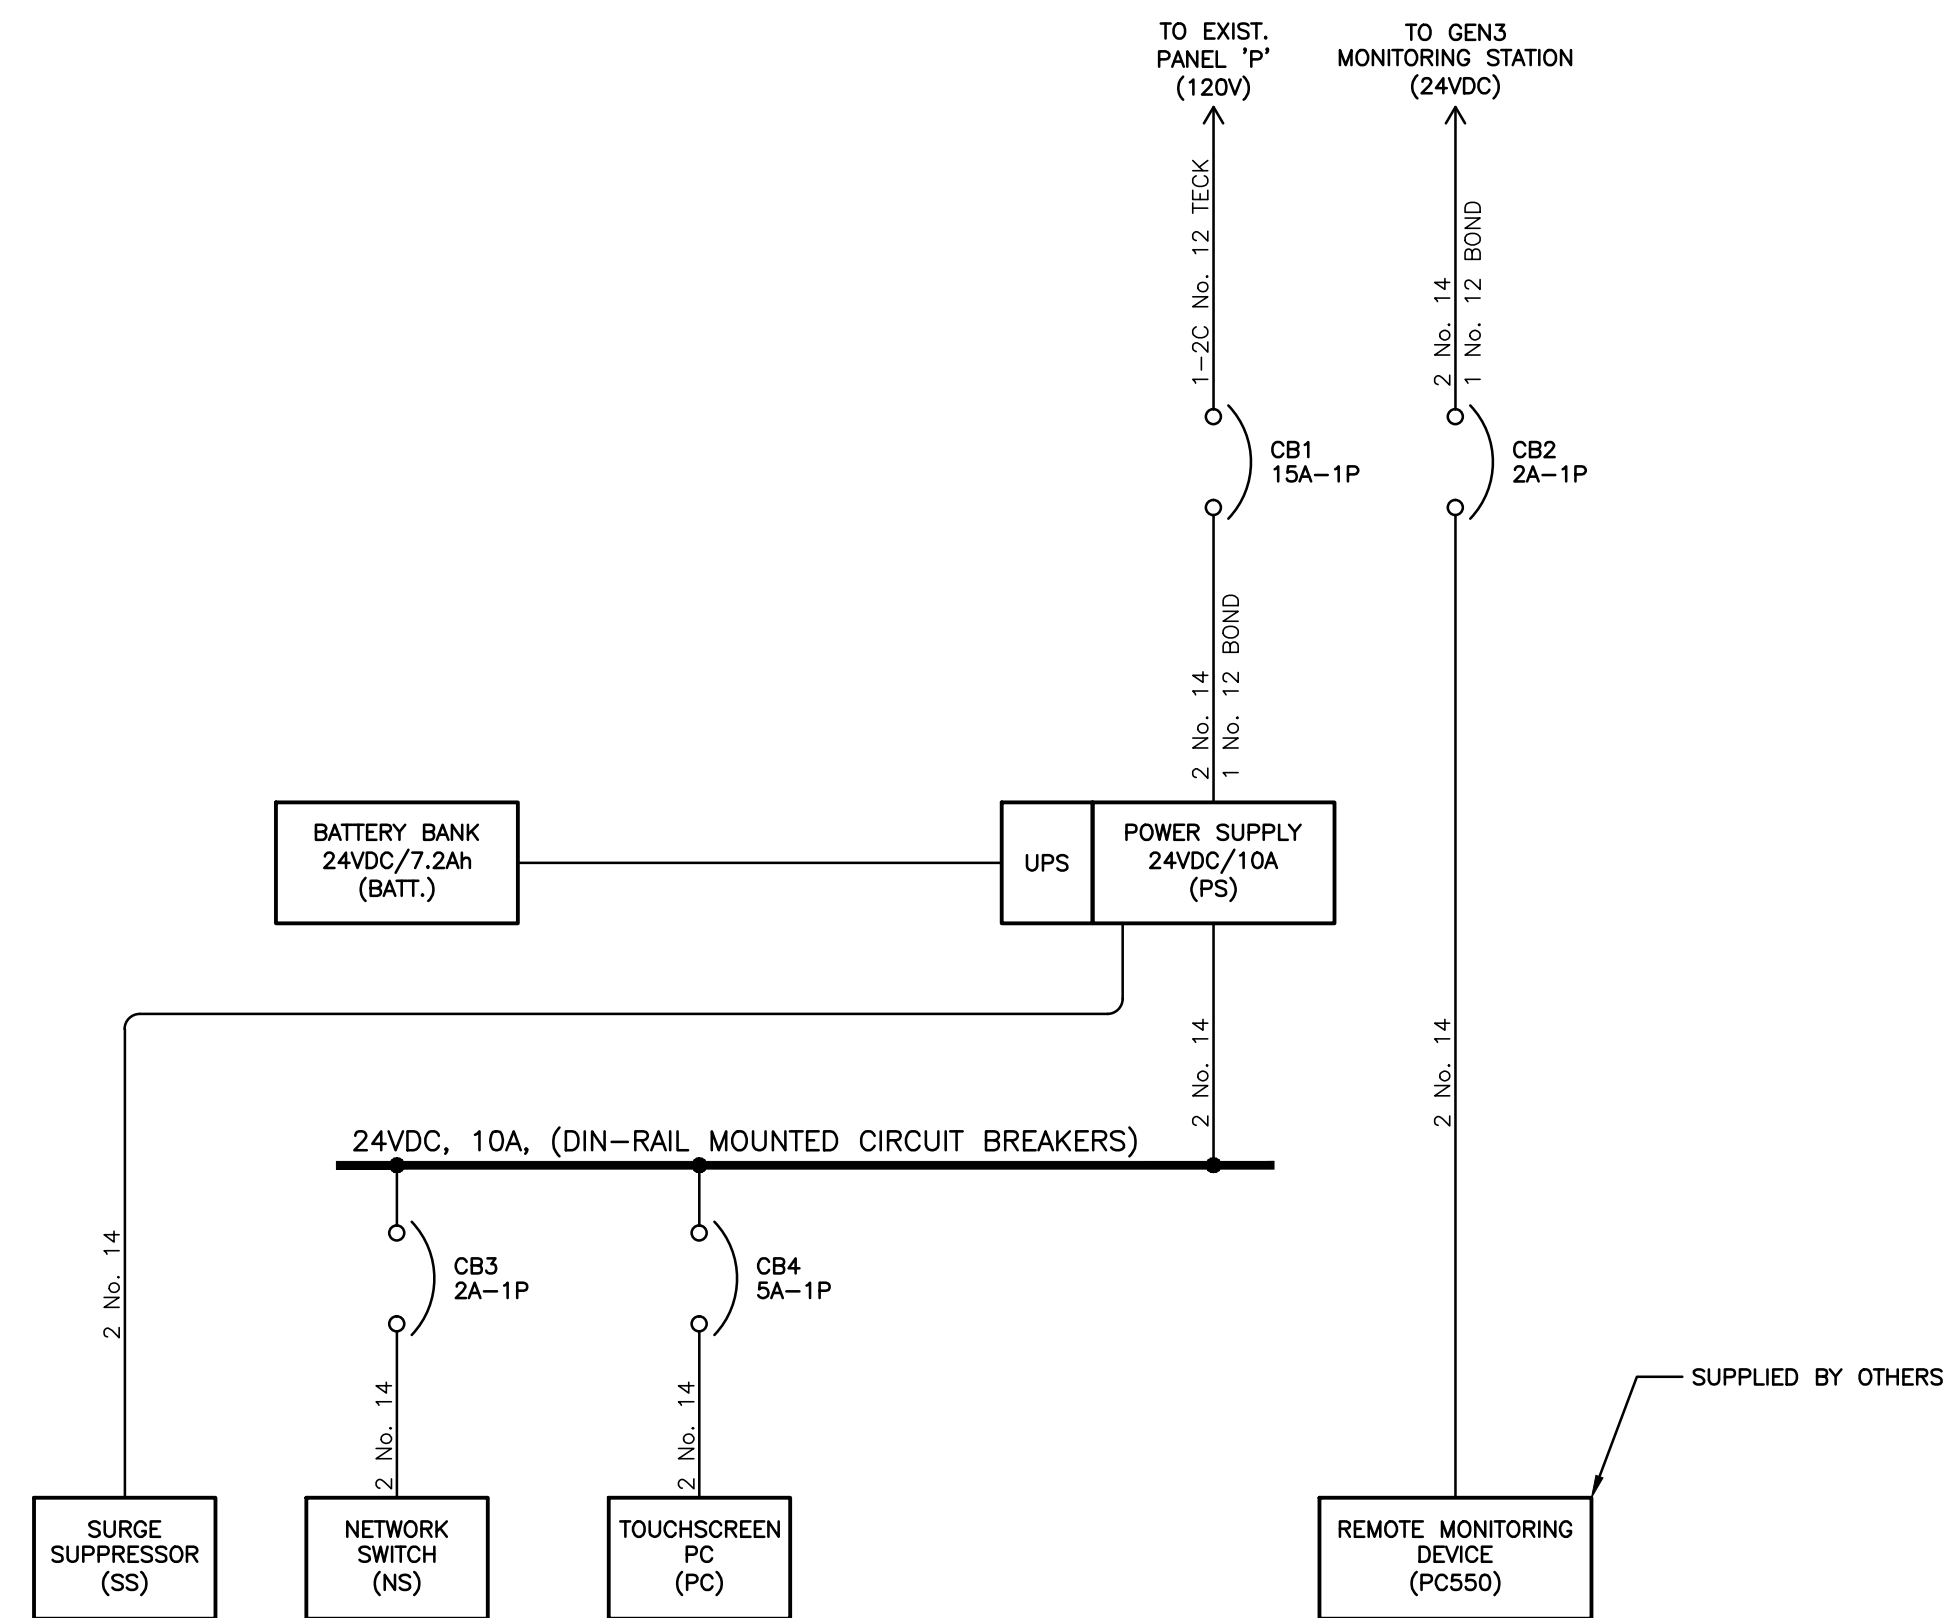 TO EXIST.
PANEL 'P'
(120V)
TO GEN3
MONITORING STATION
(24VDC)
1-2C No. 12 TECK
2 No. 14
1 No. 12 BOND
CB1
15A-1P
CB2
2A-1P
2 No. 14
1 No. 12 BOND
BATTERY BANK
24VDC/7.2Ah
(BATT.)
UPS
POWER SUPPLY
24VDC/10A
(PS)
2 No. 14
2 No. 14
24VDC, 10A, (DIN-RAIL MOUNTED CIRCUIT BREAKERS)
2 No. 14
CB3
2A-1P
CB4
5A-1P
2 No. 14
2 No. 14
SUPPLIED BY OTHERS
SURGE
SUPPRESSOR
(SS)
NETWORK
SWITCH
(NS)
TOUCHSCREEN
PC
(PC)
REMOTE MONITORING
DEVICE
(PC550)